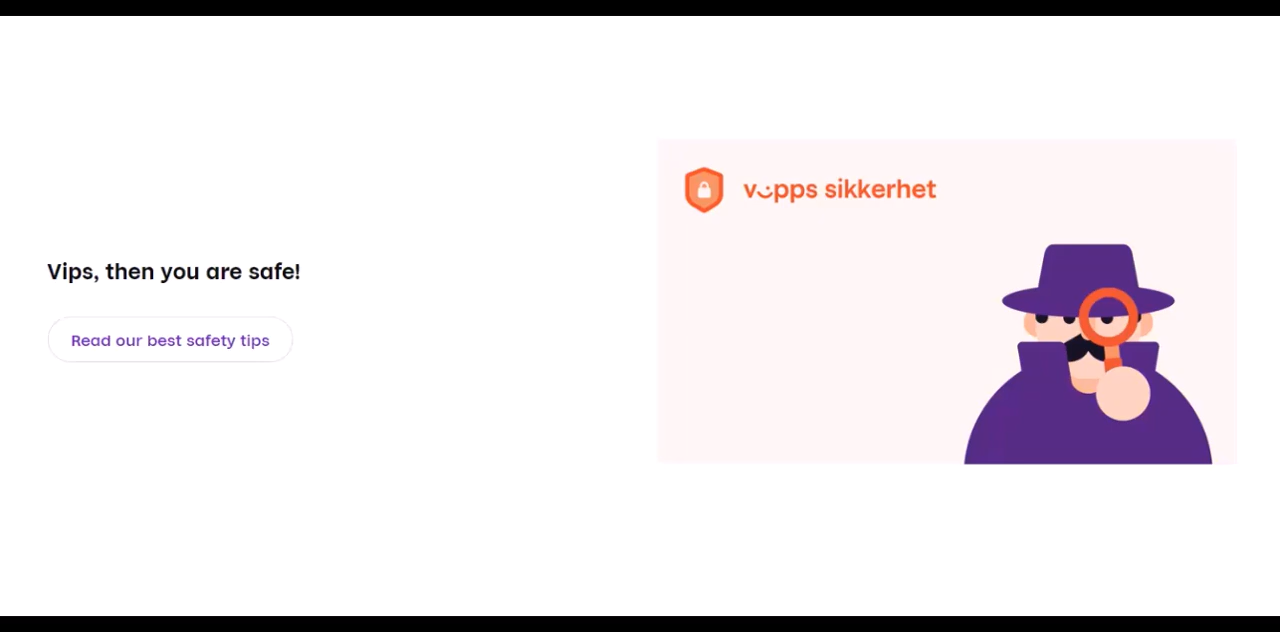 Vips, then you are safe!
Read our best safety tips
vipps sikkerhet